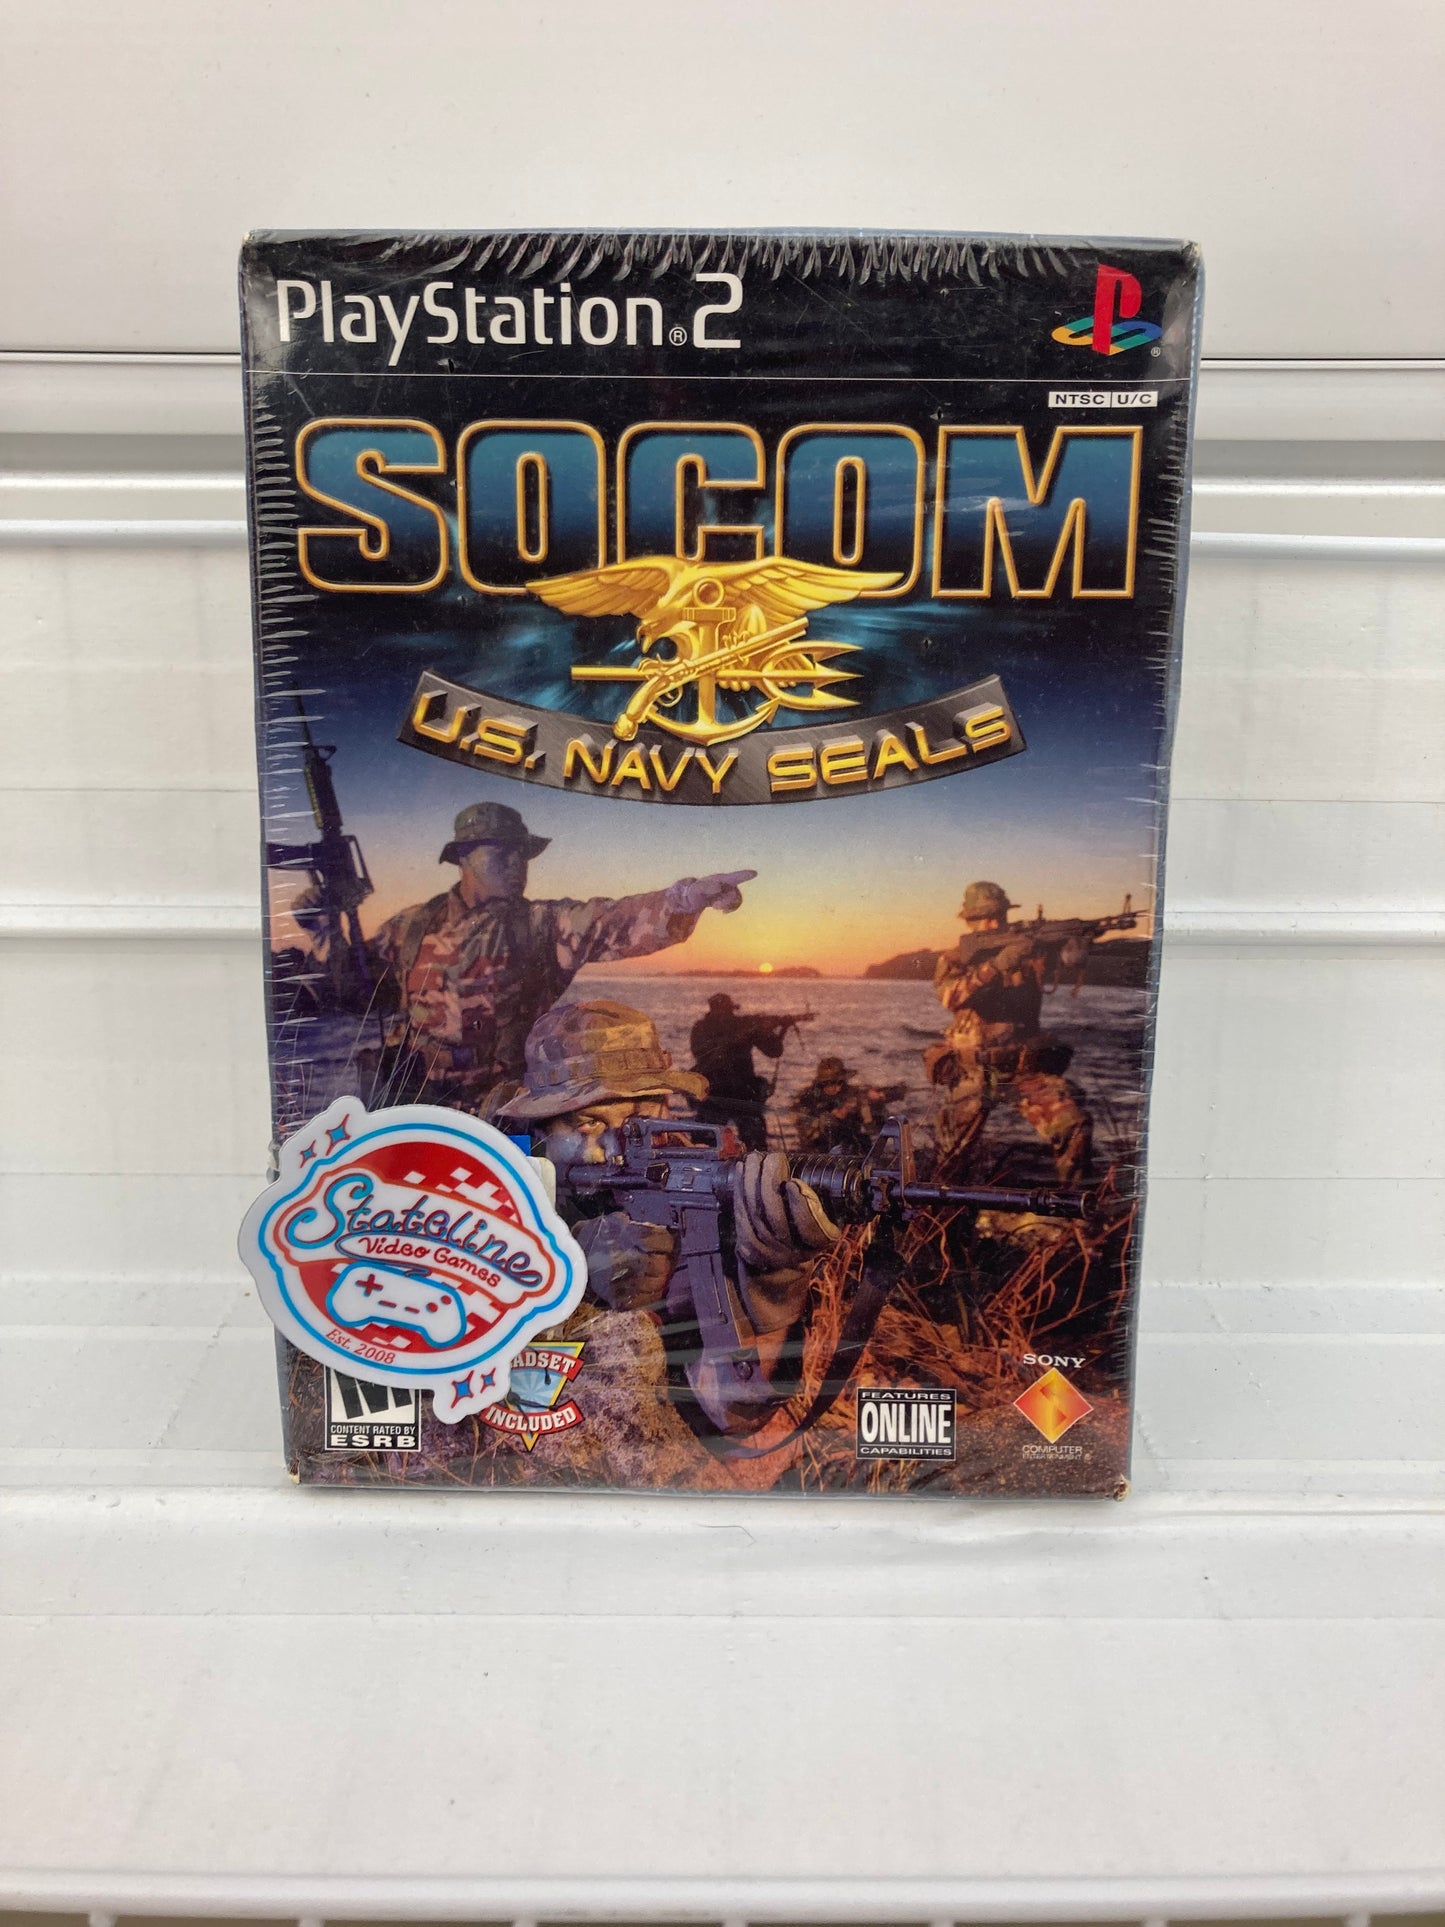 PlayStation®2
NTSC U/C
SOCOM
U.S. NAVY SEALS
Stateline
Video Games
Est. 2008
M
CONTENT RATED BY
ESRB
INCLUDED
FEATURES
ONLINE
CAPABILITIES
SONY
COMPUTER
ENTERTAINMENT ®